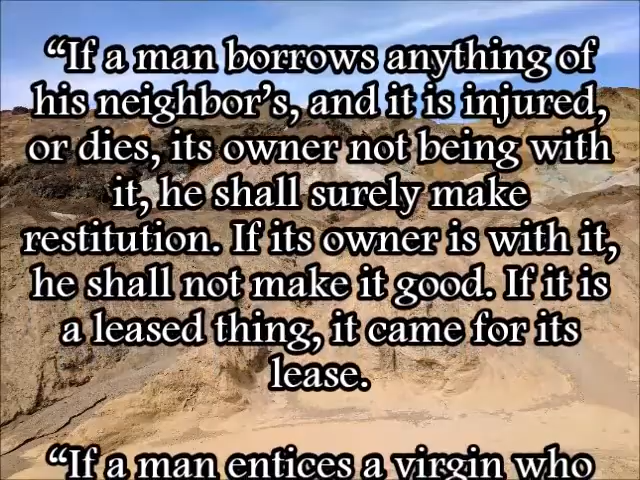 “If a man borrows anything of
his neighbor’s, and it is injured,
or dies, its owner not being with
it, he shall surely make
restitution. If its owner is with it,
he shall not make it good. If it is
a leased thing, it came for its
lease.
“If a man entices a virgin who